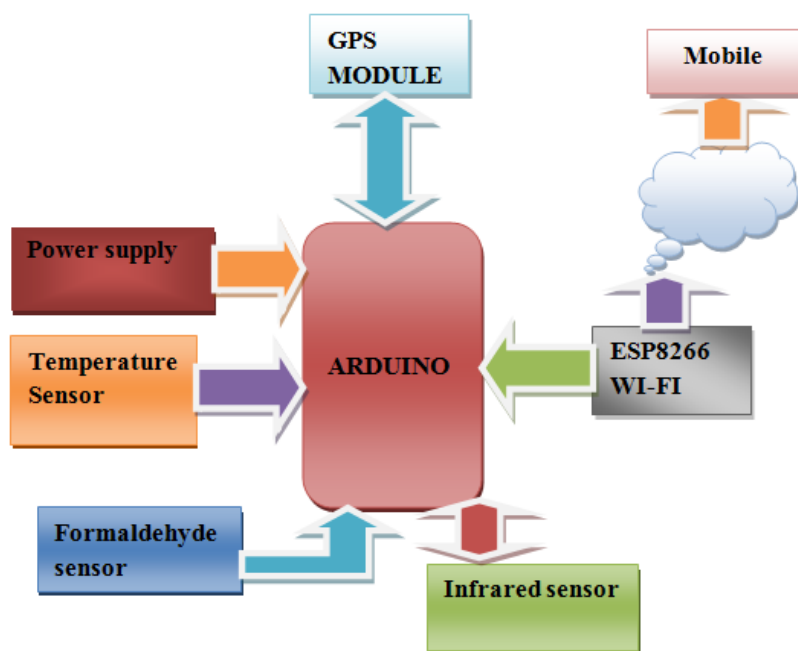 GPS
MODULE
Mobile
Power supply
Temperature
Sensor
ARDUINO
ESP8266
WI-FI
Formaldehyde
sensor
Infrared sensor